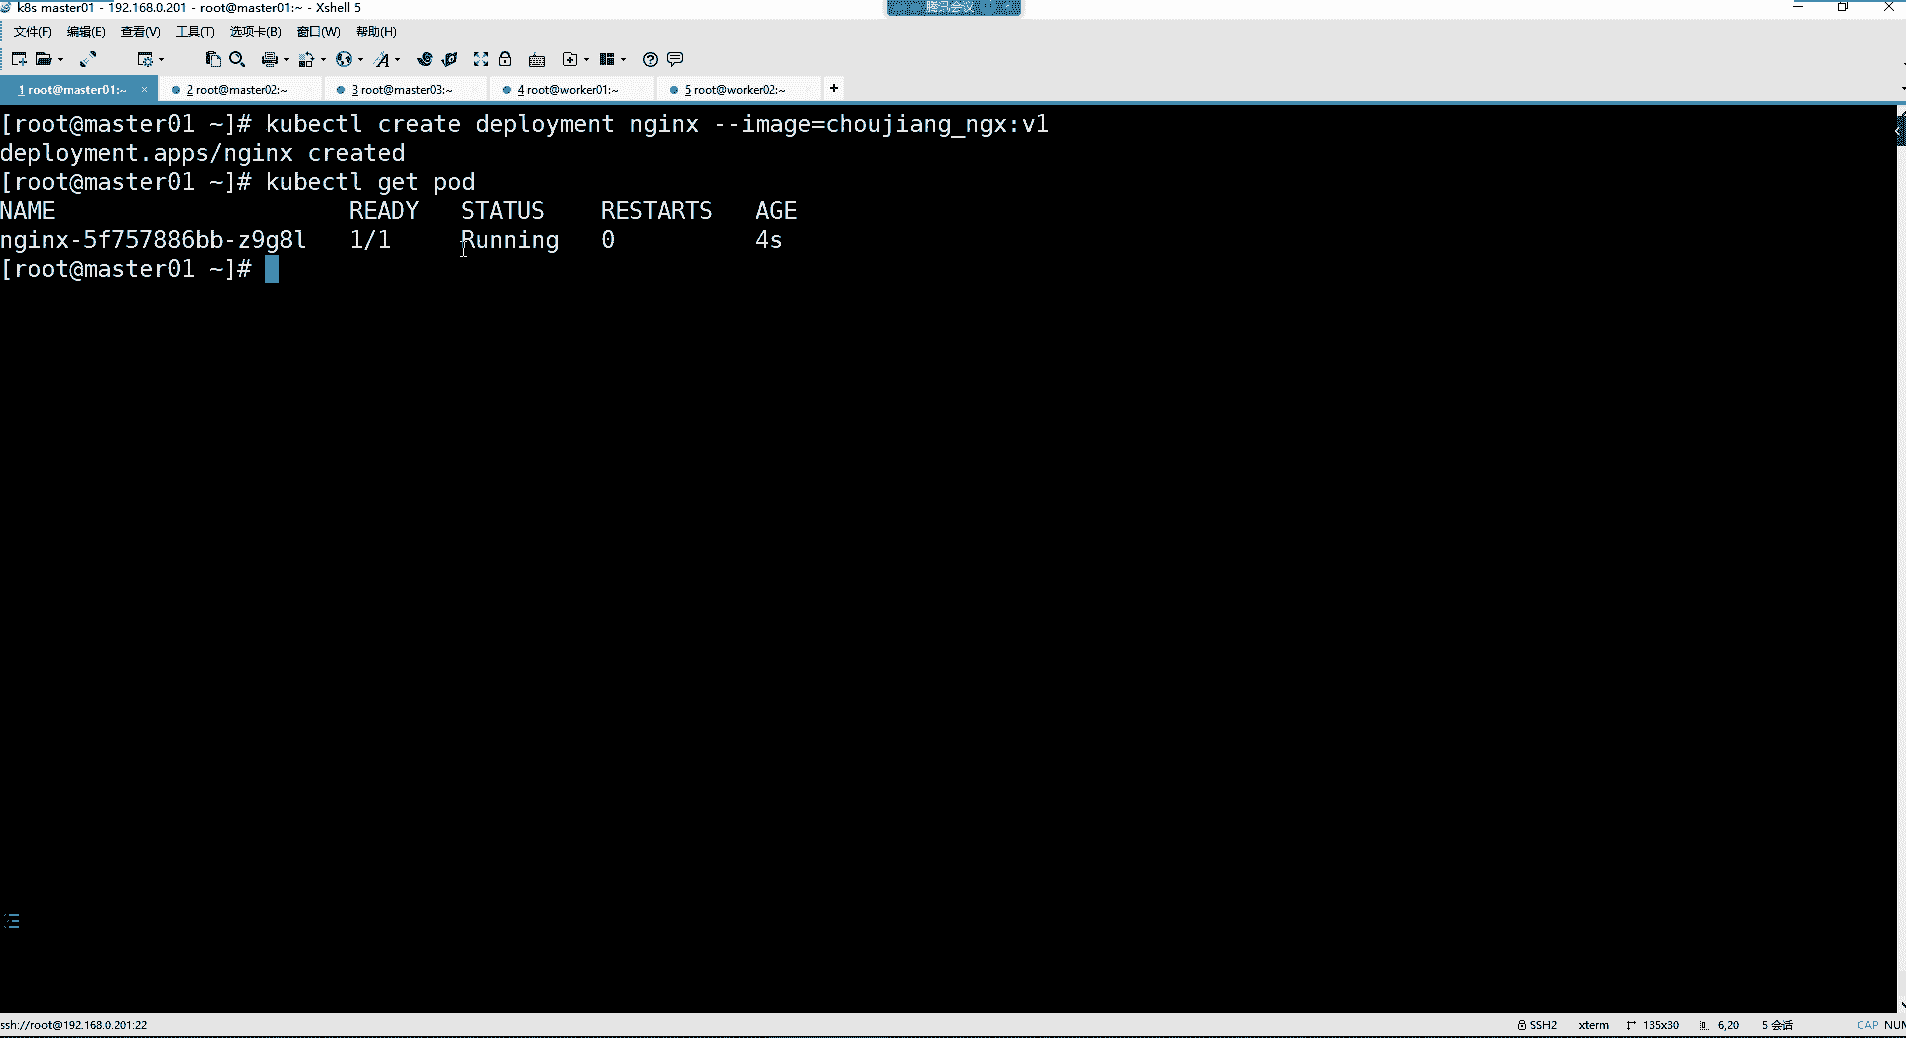 k8s master01 - 192.168.0.201 - root@master01:~ - Xshell 5
腾讯会议
文件(F) 编辑(E) 查看(V) 工具(T) 选项卡(B) 窗口(W) 帮助(H)
1 root@master01:~ × 2 root@master02:~ 3 root@master03:~ 4 root@worker01:~ 5 root@worker02:~ +
[root@master01 ~]# kubectl create deployment nginx --image=choujiang_ngx:v1
deployment.apps/nginx created
[root@master01 ~]# kubectl get pod
NAME READY STATUS RESTARTS AGE
nginx-5f757886bb-z9g8l 1/1 Running 0 4s
[root@master01 ~]#
ssh://root@192.168.0.201:22 SSH2 xterm 135x30 6,20 5 会话 CAP NUM